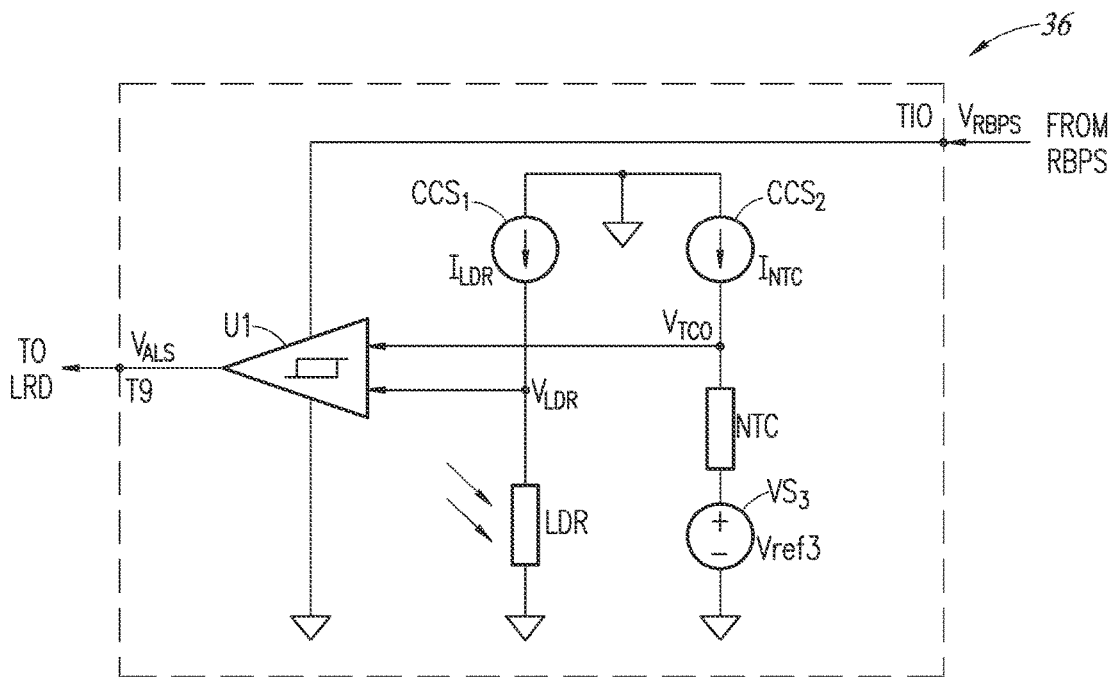 36
TIO
V_RBPS
FROM
RBPS
CCS₁
CCS₂
I_LDR
I_NTC
U1
V_TCO
TO
LRD
V_ALS
T9
V_LDR
NTC
LDR
VS₃
+
−
Vref3